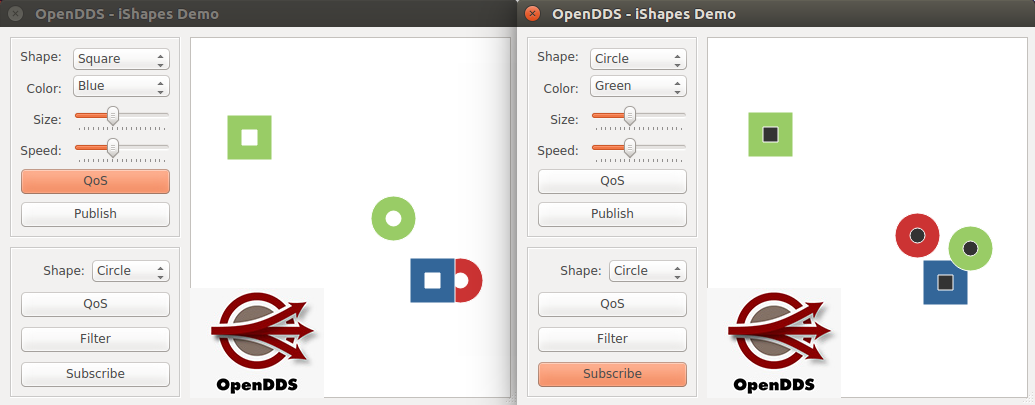 OpenDDS - iShapes Demo
Shape: Square
Color: Blue
Size:
Speed:
QoS
Publish
Shape: Circle
QoS
Filter
Subscribe
OpenDDS
OpenDDS - iShapes Demo
Shape: Circle
Color: Green
Size:
Speed:
QoS
Publish
Shape: Circle
QoS
Filter
Subscribe
OpenDDS